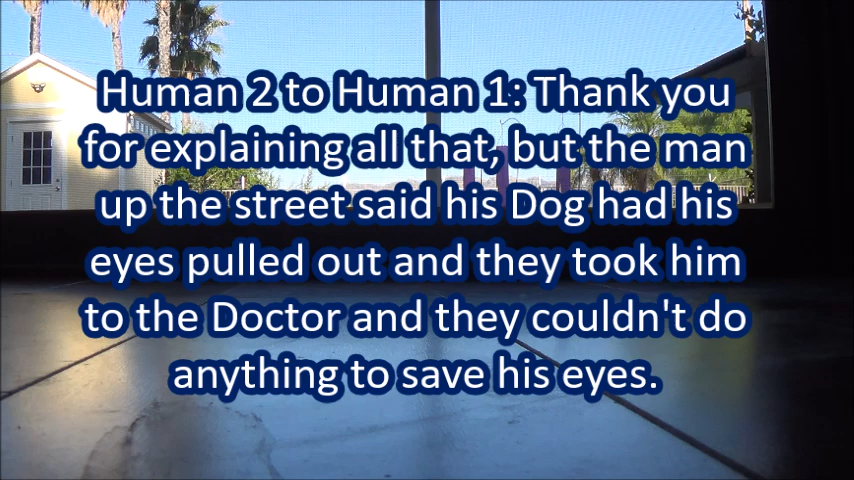 Human 2 to Human 1: Thank you
for explaining all that, but the man
up the street said his Dog had his
eyes pulled out and they took him
to the Doctor and they couldn't do
anything to save his eyes.